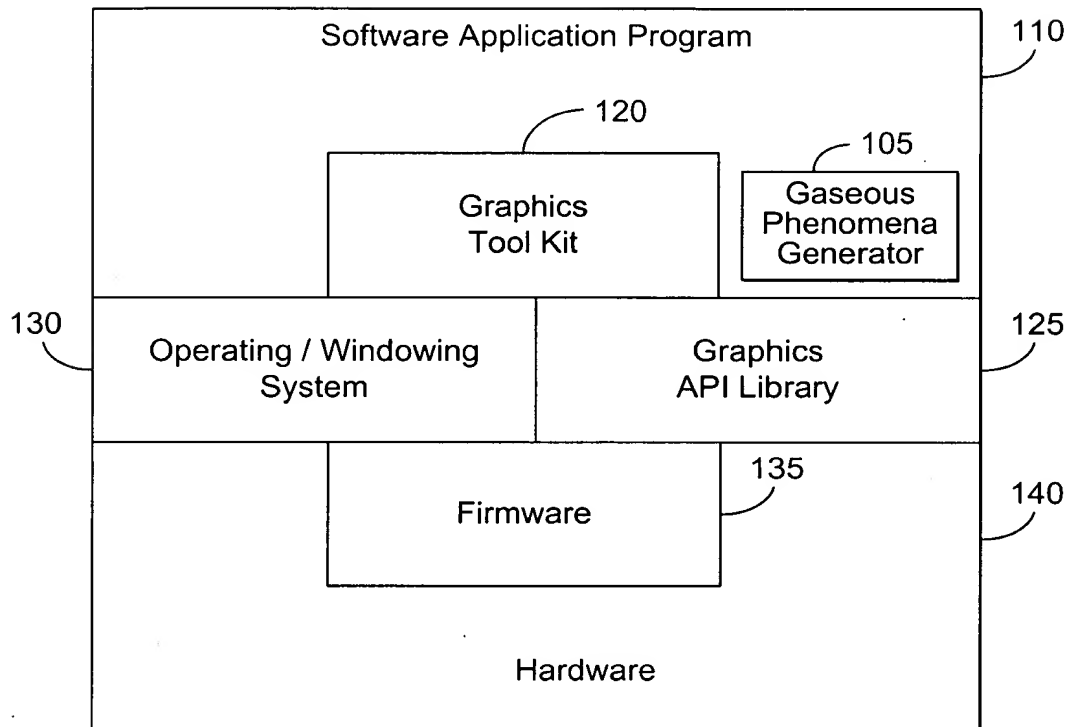 Software Application Program
110
120
105
Graphics
Tool Kit
Gaseous
Phenomena
Generator
130
Operating / Windowing
System
Graphics
API Library
125
Firmware
135
140
Hardware